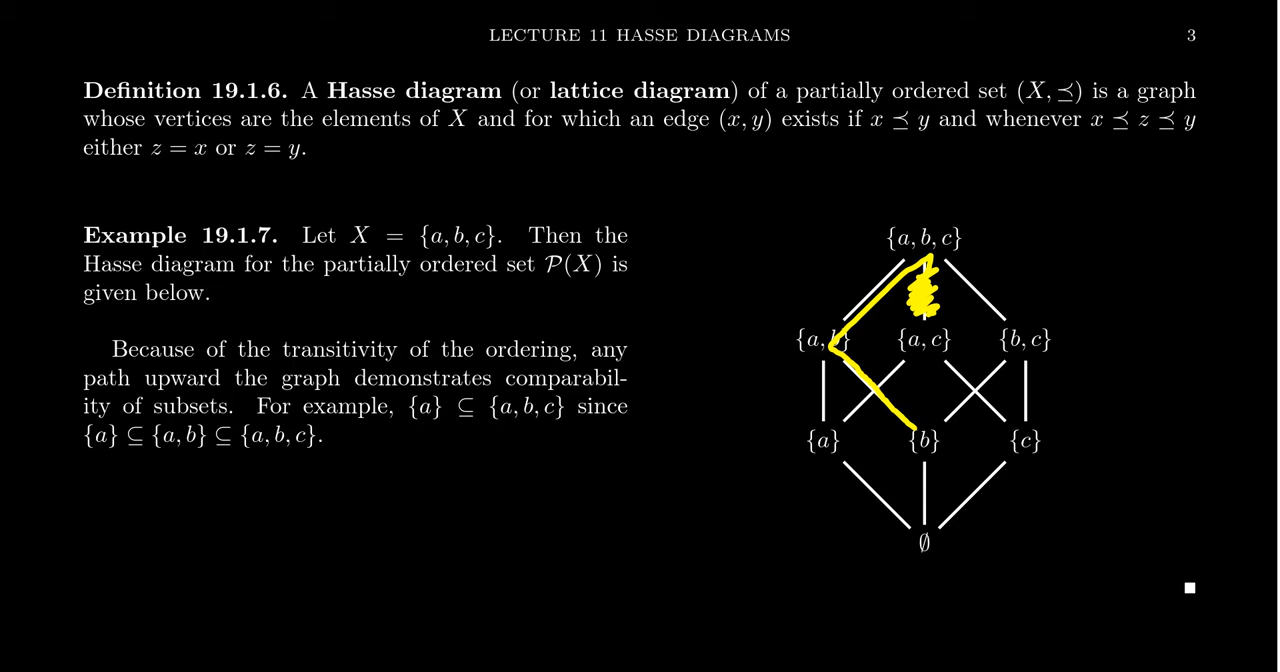 LECTURE 11 HASSE DIAGRAMS 3
Definition 19.1.6. A Hasse diagram (or lattice diagram) of a partially ordered set (X, ⪯) is a graph
whose vertices are the elements of X and for which an edge (x, y) exists if x ⪯ y and whenever x ⪯ z ⪯ y
either z = x or z = y.
Example 19.1.7. Let X = {a, b, c}. Then the
Hasse diagram for the partially ordered set 𝒫(X) is
given below.
Because of the transitivity of the ordering, any
path upward the graph demonstrates comparabil-
ity of subsets. For example, {a} ⊆ {a, b, c} since
{a} ⊆ {a, b} ⊆ {a, b, c}.
{a, b, c}
{a, b} {a, c} {b, c}
{a} {b} {c}
∅